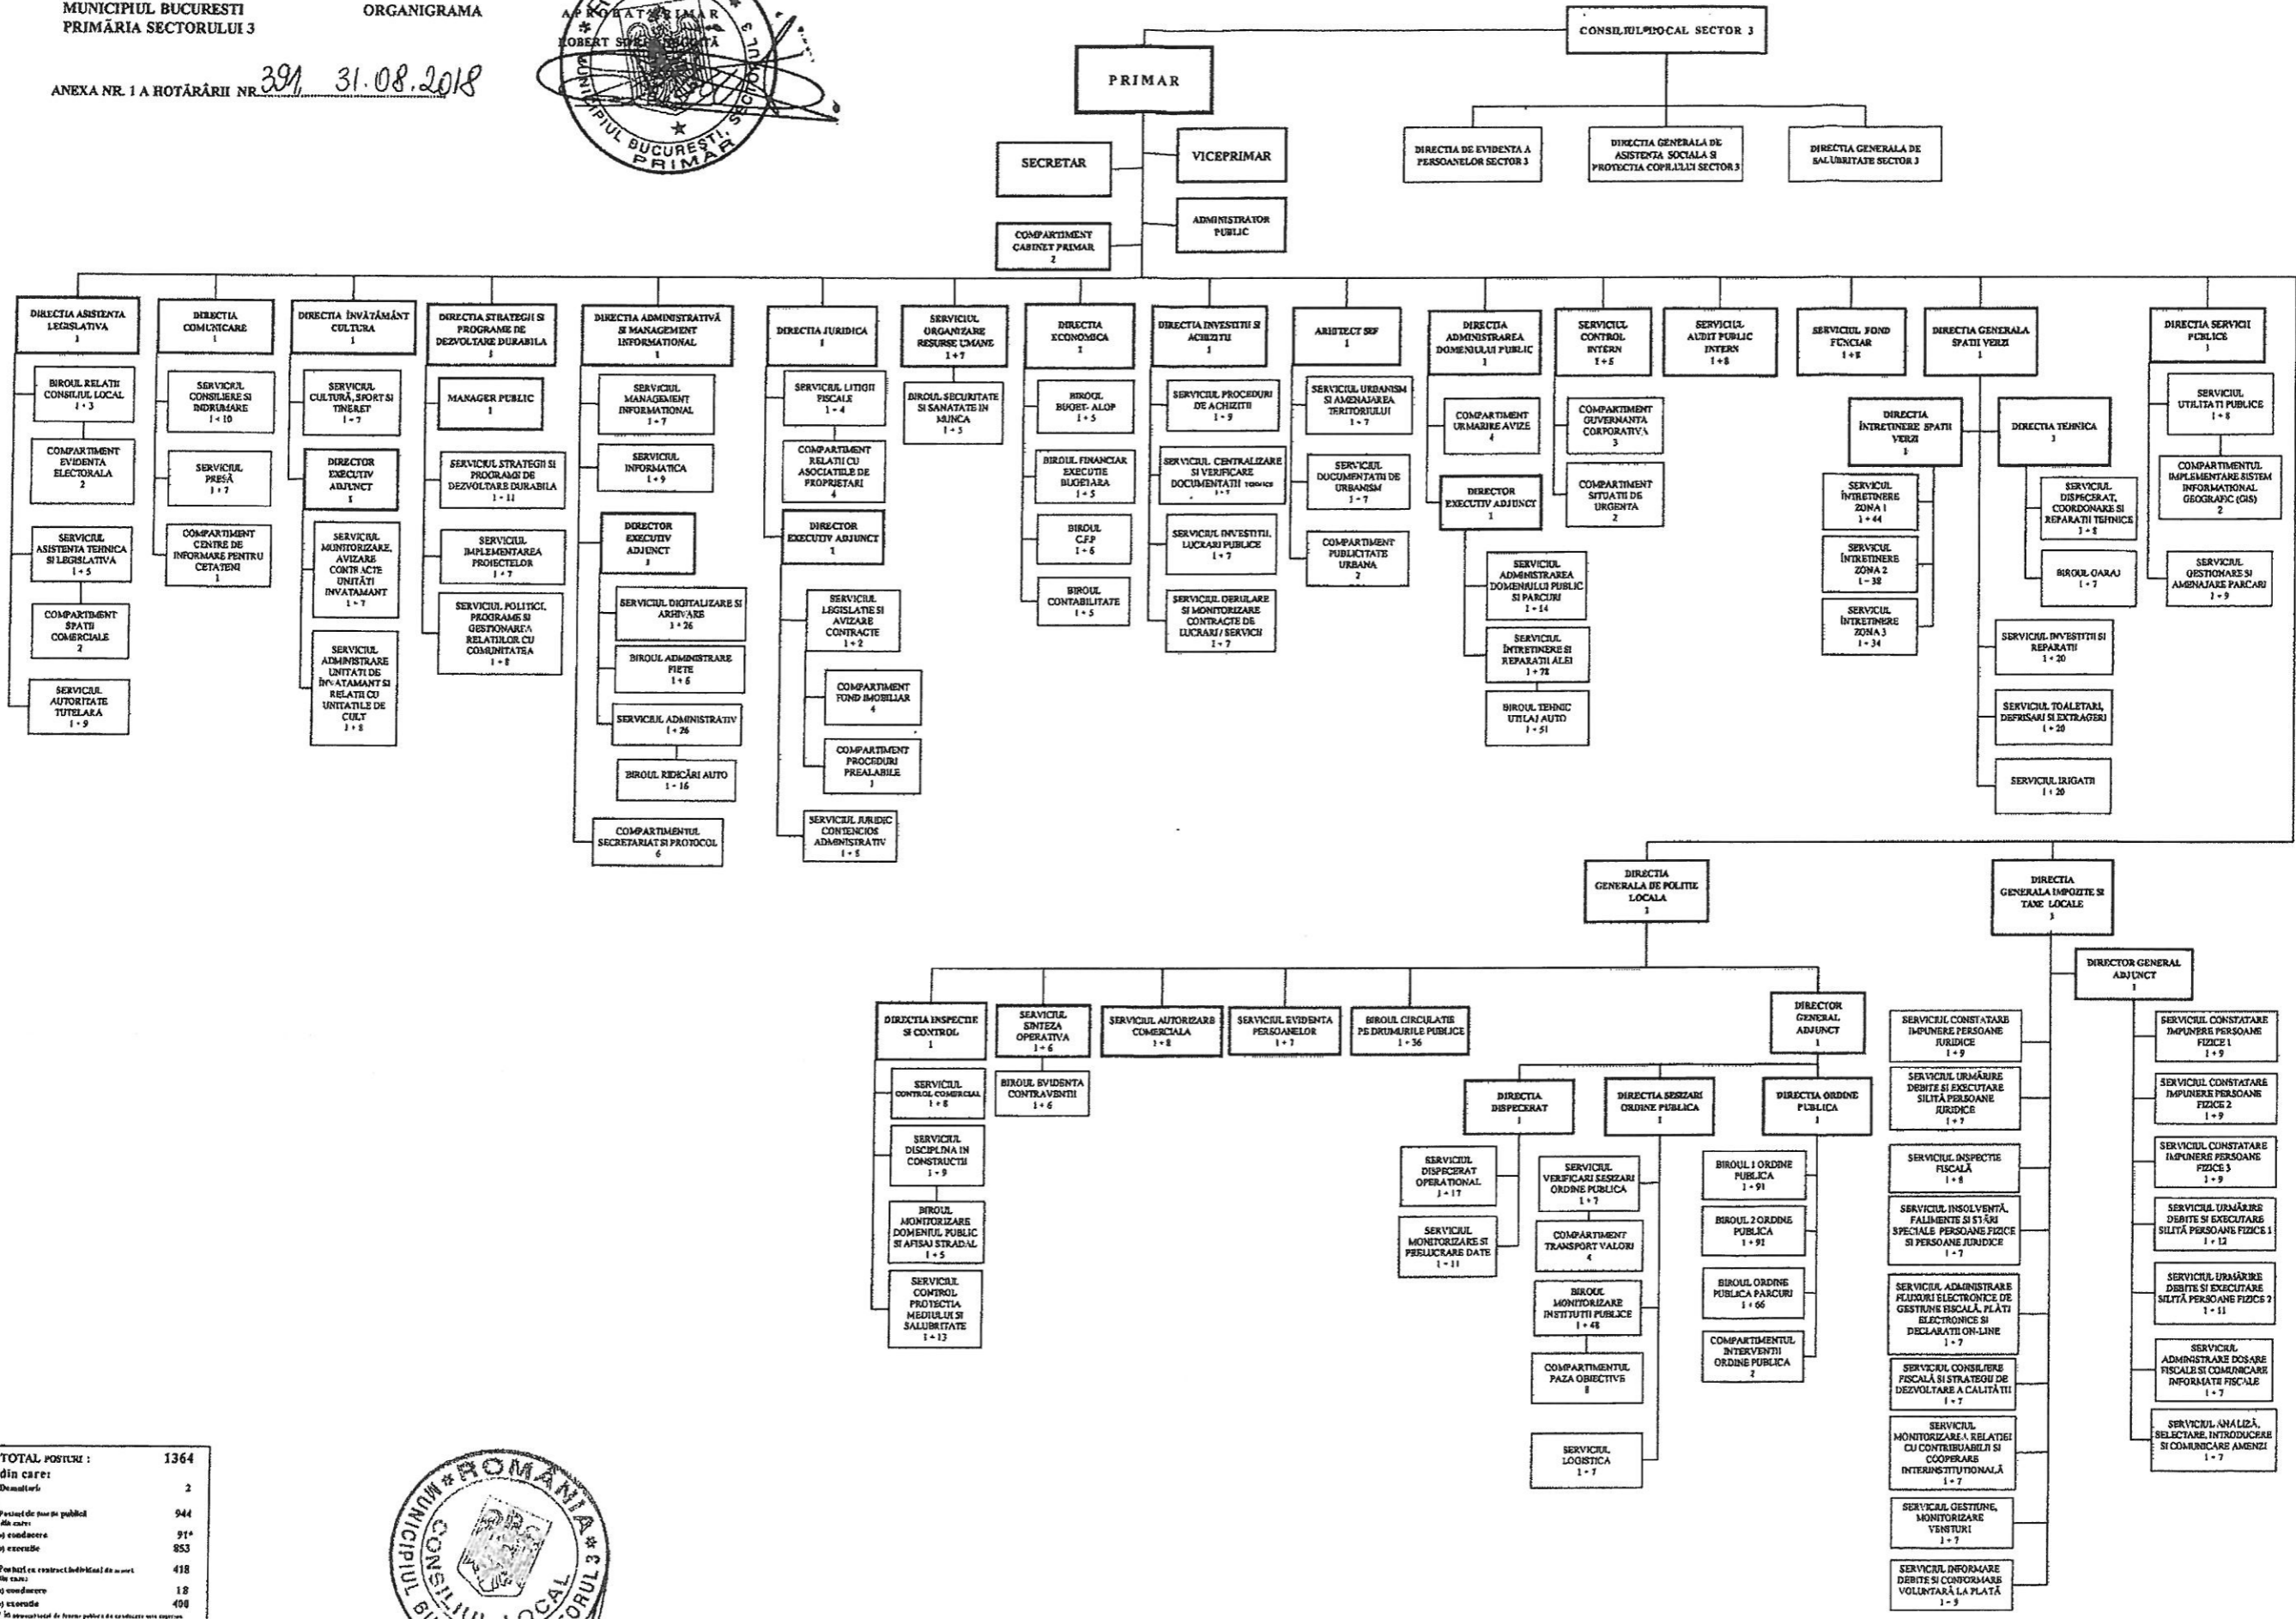 MUNICIPIUL BUCURESTI
PRIMĂRIA SECTORULUI 3
ORGANIGRAMA
ANEXA NR. 1 A HOTĂRÂRII NR. 391 31.08.2018
MUNICIPIUL BUCUREŞTI, SECTORUL 3
PRIMAR
CONSILIUL LOCAL SECTOR 3
PRIMAR
DIRECTIA DE EVIDENTA A
PERSOANELOR SECTOR 3
DIRECTIA GENERALA DE
ASISTENTA SOCIALA SI
PROTECTIA COPILULUI SECTOR 3
DIRECTIA GENERALA DE
SALUBRITATE SECTOR 3
SECRETAR
VICEPRIMAR
COMPARTIMENT
CABINET PRIMAR
2
ADMINISTRATOR
PUBLIC
DIRECTIA ASISTENTA
LEGISLATIVA
1
BIROUL RELATII
CONSILIUL LOCAL
1 + 3
COMPARTIMENT
EVIDENTA
ELECTORALA
2
SERVICIUL
ASISTENTA TEHNICA
SI LEGISLATIVA
1 + 5
COMPARTIMENT
SPATII
COMERCIALE
2
SERVICIUL
AUTORITATE
TUTELARĂ
1 + 9
DIRECTIA
COMUNICARE
1
SERVICIUL
CONSILIERE SI
INDRUMARE
1 + 10
SERVICIUL
PRESĂ
1 + 7
COMPARTIMENT
CENTRE DE
INFORMARE PENTRU
CETATENI
1
DIRECTIA ÎNVĂTĂMÂNT
CULTURA
1
SERVICIUL
CULTURĂ, SPORT SI
TINERET
1 + 7
DIRECTOR
EXECUTIV
ADJUNCT
1
SERVICIUL
MONITORIZARE,
AVIZARE
CONTRACTE
UNITĂTI
INVATAMANT
1 + 7
SERVICIUL
ADMINISTRARE
UNITATI DE
ÎNVATAMANT SI
RELATII CU
UNITATILE DE
CULT
1 + 8
DIRECTIA STRATEGII SI
PROGRAME DE
DEZVOLTARE DURABILA
1
MANAGER PUBLIC
1
SERVICIUL STRATEGII SI
PROGRAME DE
DEZVOLTARE DURABILA
1 + 11
SERVICIUL
IMPLEMENTAREA
PROIECTELOR
1 + 7
SERVICIUL POLITICI,
PROGRAME SI
GESTIONAREA
RELATIILOR CU
COMUNITATEA
1 + 8
DIRECTIA ADMINISTRATIVĂ
SI MANAGEMENT
INFORMATIONAL
1
SERVICIUL
MANAGEMENT
INFORMATIONAL
1 + 7
SERVICIUL
INFORMATICA
1 + 9
DIRECTOR
EXECUTIV
ADJUNCT
1
SERVICIUL DIGITALIZARE SI
ARHIVARE
1 + 26
BIROUL ADMINISTRARE
PIETE
1 + 6
SERVICIUL ADMINISTRATIV
1 + 26
BIROUL RIDICĂRI AUTO
1 + 16
COMPARTIMENTUL
SECRETARIAT SI PROTOCOL
6
DIRECTIA JURIDICA
1
SERVICIUL LITIGII
FISCALE
1 + 4
COMPARTIMENT
RELATII CU
ASOCIATIILE DE
PROPRIETARI
4
DIRECTOR
EXECUTIV ADJUNCT
1
SERVICIUL
LEGISLATIE SI
AVIZARE
CONTRACTE
1 + 2
COMPARTIMENT
FOND IMOBILIAR
4
COMPARTIMENT
PROCEDURI
PREALABILE
1
SERVICIUL JURIDIC
CONTENCIOS
ADMINISTRATIV
1 + 8
SERVICIUL
ORGANIZARE
RESURSE UMANE
1 + 7
BIROUL SECURITATE
SI SANATATE IN
MUNCA
1 + 5
DIRECTIA
ECONOMICA
1
BIROUL
BUGET- ALOP
1 + 5
BIROUL FINANCIAR
EXECUTIE
BUGETARA
1 + 5
BIROUL
C.F.P
1 + 6
BIROUL
CONTABILITATE
1 + 5
DIRECTIA INVESTITII SI
ACHIZITII
1
SERVICIUL PROCEDURI
DE ACHIZITII
1 + 9
SERVICIUL CENTRALIZARE
SI VERIFICARE
DOCUMENTATII TEHNICE
1 + 7
SERVICIUL INVESTITII,
LUCRARI PUBLICE
1 + 7
SERVICIUL DERULARE
SI MONITORIZARE
CONTRACTE DE
LUCRARI / SERVICII
1 + 7
ARHITECT SEF
1
SERVICIUL URBANISM
SI AMENAJAREA
TERITORIULUI
1 + 7
SERVICIUL
DOCUMENTATII DE
URBANISM
1 + 7
COMPARTIMENT
PUBLICITATE
URBANA
2
DIRECTIA
ADMINISTRAREA
DOMENIULUI PUBLIC
1
COMPARTIMENT
URMARIRE AVIZE
4
DIRECTOR
EXECUTIV ADJUNCT
1
SERVICIUL
ADMINISTRAREA
DOMENIULUI PUBLIC
SI PARCURI
1 + 14
SERVICIUL
ÎNTRETINERE SI
REPARATII ALEI
1 + 72
BIROUL TEHNIC
UTILAJ AUTO
1 + 51
SERVICIUL
CONTROL
INTERN
1 + 6
COMPARTIMENT
GUVERNANTA
CORPORATIVA
3
COMPARTIMENT
SITUATII DE
URGENTA
2
SERVICIUL
AUDIT PUBLIC
INTERN
1 + 8
SERVICIUL FOND
FUNCIAR
1 + 8
DIRECTIA GENERALA
SPATII VERZI
1
DIRECTIA
ÎNTRETINERE SPATII
VERZI
1
SERVICUL
ÎNTRETINERE
ZONA 1
1 + 44
SERVICUL
ÎNTRETINERE
ZONA 2
1 + 38
SERVICUL
ÎNTRETINERE
ZONA 3
1 + 34
DIRECTIA TEHNICA
1
SERVICIUL
DISPECERAT,
COORDONARE SI
REPARATII TEHNICE
1 + 8
BIROUL GARAJ
1 + 7
SERVICIUL INVESTITII SI
REPARATII
1 + 20
SERVICIUL TOALETARI,
DEFRISARI SI EXTRAGERI
1 + 20
SERVICIUL IRIGATII
1 + 20
DIRECTIA SERVICII
PUBLICE
1
SERVICIUL
UTILITATI PUBLICE
1 + 8
COMPARTIMENTUL
IMPLEMENTARE SISTEM
INFORMATIONAL
GEOGRAFIC (GIS)
2
SERVICIUL
GESTIONARE SI
AMENAJARE PARCARI
1 + 9
DIRECTIA
GENERALA DE POLITIE
LOCALA
1
DIRECTIA
GENERALA IMPOZITE SI
TAXE LOCALE
1
DIRECTIA INSPECTIE
SI CONTROL
1
SERVICIUL
CONTROL COMERCIAL
1 + 8
SERVICIUL
DISCIPLINA IN
CONSTRUCTII
1 + 9
BIROUL
MONITORIZARE
DOMENIUL PUBLIC
SI AFISAJ STRADAL
1 + 5
SERVICIUL
CONTROL
PROTECTIA
MEDIULUI SI
SALUBRITATE
1 + 13
SERVICIUL
SINTEZA
OPERATIVA
1 + 6
BIROUL EVIDENTA
CONTRAVENTII
1 + 6
SERVICIUL AUTORIZARE
COMERCIALA
1 + 8
SERVICIUL EVIDENTA
PERSOANELOR
1 + 7
BIROUL CIRCULATIE
PE DRUMURILE PUBLICE
1 + 36
DIRECTOR
GENERAL
ADJUNCT
1
DIRECTIA
DISPECERAT
1
SERVICIUL
DISPECERAT
OPERATIONAL
1 + 17
SERVICIUL
MONITORIZARE SI
PRELUCRARE DATE
1 + 11
DIRECTIA SESIZARI
ORDINE PUBLICA
1
SERVICIUL
VERIFICARI SESIZARI
ORDINE PUBLICA
1 + 7
COMPARTIMENT
TRANSPORT VALORI
4
BIROUL
MONITORIZARE
INSTITUTII PUBLICE
1 + 48
COMPARTIMENTUL
PAZA OBIECTIVE
8
SERVICIUL
LOGISTICA
1 + 7
DIRECTIA ORDINE
PUBLICA
1
BIROUL 1 ORDINE
PUBLICA
1 + 91
BIROUL 2 ORDINE
PUBLICA
1 + 91
BIROUL ORDINE
PUBLICA PARCURI
1 + 66
COMPARTIMENTUL
INTERVENTII
ORDINE PUBLICA
2
SERVICIUL CONSTATARE
IMPUNERE PERSOANE
JURIDICE
1 + 9
SERVICIUL URMĂRIRE
DEBITE SI EXECUTARE
SILITĂ PERSOANE
JURIDICE
1 + 7
SERVICIUL INSPECTIE
FISCALĂ
1 + 8
SERVICIUL INSOLVENTĂ,
FALIMENTE SI STĂRI
SPECIALE PERSOANE FIZICE
SI PERSOANE JURIDICE
1 + 7
SERVICIUL ADMINISTRARE
FLUXURI ELECTRONICE DE
GESTIUNE FISCALĂ, PLĂTI
ELECTRONICE SI
DECLARATII ON-LINE
1 + 7
SERVICIUL CONSILIERE
FISCALĂ SI STRATEGII DE
DEZVOLTARE A CALITĂTII
1 + 7
SERVICIUL
MONITORIZAREA RELATIEI
CU CONTRIBUABILII SI
COOPERARE
INTERINSTITUTIONALĂ
1 + 7
SERVICIUL GESTIUNE,
MONITORIZARE
VENITURI
1 + 7
SERVICIUL INFORMARE
DEBITE SI CONFORMARE
VOLUNTARĂ LA PLATĂ
1 + 9
DIRECTOR GENERAL
ADJUNCT
1
SERVICIUL CONSTATARE
IMPUNERE PERSOANE
FIZICE 1
1 + 9
SERVICIUL CONSTATARE
IMPUNERE PERSOANE
FIZICE 2
1 + 9
SERVICIUL CONSTATARE
IMPUNERE PERSOANE
FIZICE 3
1 + 9
SERVICIUL URMĂRIRE
DEBITE SI EXECUTARE
SILITĂ PERSOANE FIZICE 1
1 + 12
SERVICIUL URMĂRIRE
DEBITE SI EXECUTARE
SILITĂ PERSOANE FIZICE 2
1 + 11
SERVICIUL
ADMINISTRARE DOSARE
FISCALE SI COMUNICARE
INFORMATII FISCALE
1 + 7
SERVICIUL ANALIZĂ,
SELECTARE, INTRODUCERE
SI COMUNICARE AMENZI
1 + 7
TOTAL POSTURI : 1364
din care:
Demnitari: 2
944
conducere 91*
executie 853
418
conducere 18
executie 400
ROMÂNIA
CONSILIUL LOCAL